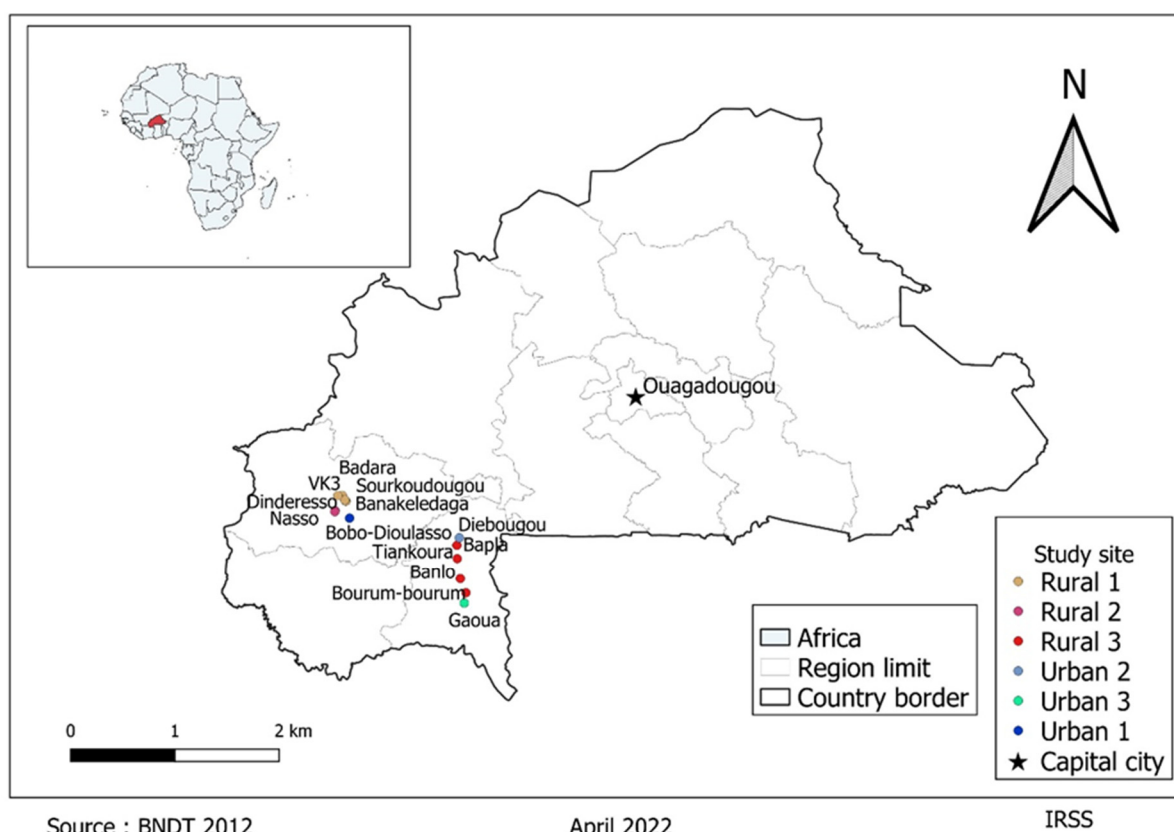 N
Ouagadougou
Badara
VK3
Sourkoudougou
Dinderesso
Banakeledaga
Nasso
Bobo-Dioulasso
Diebougou
Tiankoura
Bapla
Banlo
Bourum-bourum
Gaoua
Study site
Rural 1
Rural 2
Rural 3
Urban 2
Urban 3
Urban 1
Capital city
Africa
Region limit
Country border
0 1 2 km
Source : BNDT 2012
April 2022
IRSS